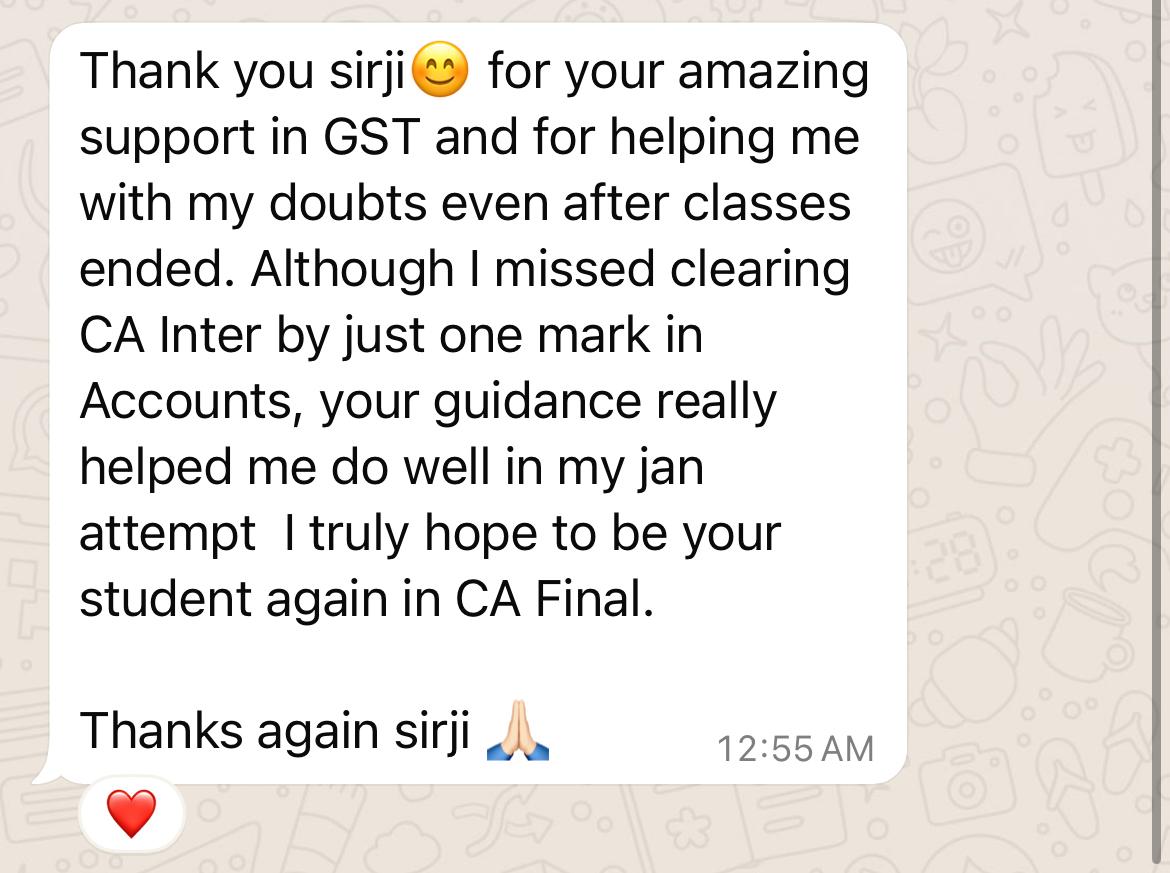 Thank you sirji😊 for your amazing
support in GST and for helping me
with my doubts even after classes
ended. Although I missed clearing
CA Inter by just one mark in
Accounts, your guidance really
helped me do well in my jan
attempt  I truly hope to be your
student again in CA Final.

Thanks again sirji 🙏🏻
12:55 AM
❤️